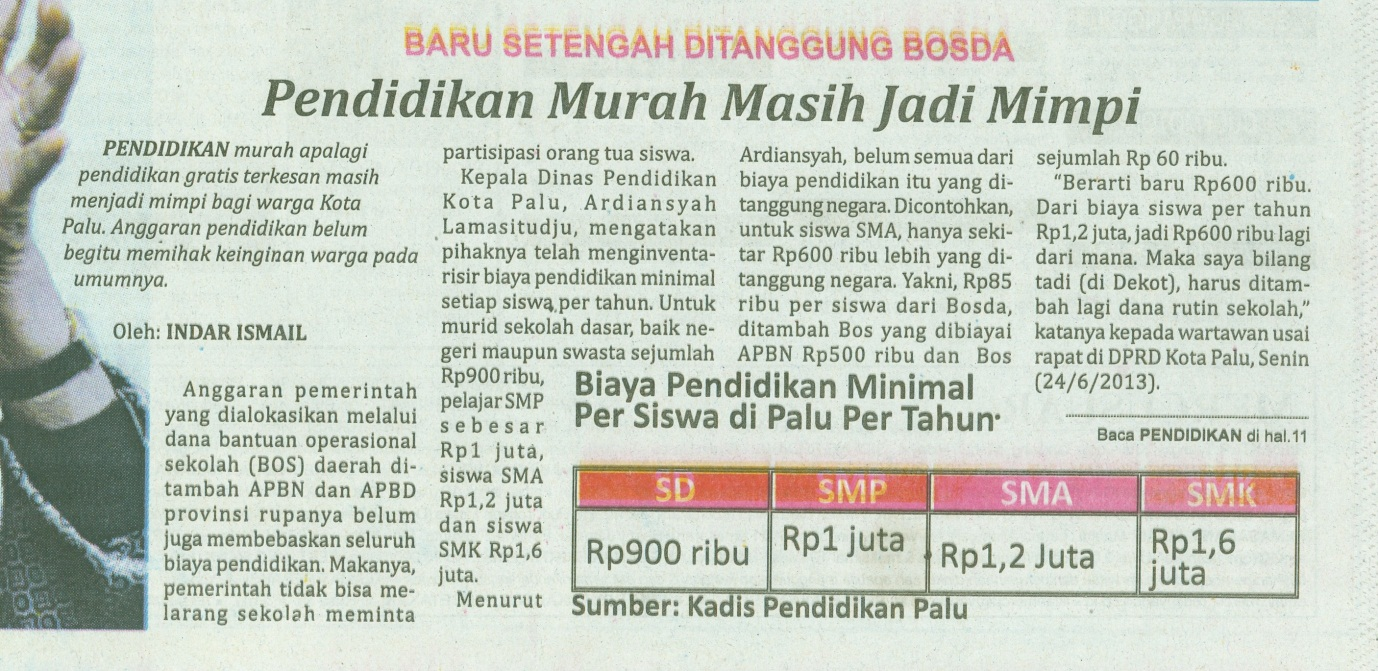 BARU SETENGAH DITANGGUNG BOSDA
Pendidikan Murah Masih Jadi Mimpi
PENDIDIKAN murah apalagi
pendidikan gratis terkesan masih
menjadi mimpi bagi warga Kota
Palu. Anggaran pendidikan belum
begitu memihak keinginan warga pada
umumnya.
Oleh: INDAR ISMAIL
Anggaran pemerintah
yang dialokasikan melalui
dana bantuan operasional
sekolah (BOS) daerah di-
tambah APBN dan APBD
provinsi rupanya belum
juga membebaskan seluruh
biaya pendidikan. Makanya,
pemerintah tidak bisa me-
larang sekolah meminta
partisipasi orang tua siswa.
Kepala Dinas Pendidikan
Kota Palu, Ardiansyah
Lamasitudju, mengatakan
pihaknya telah menginventa-
risir biaya pendidikan minimal
setiap siswa per tahun. Untuk
murid sekolah dasar, baik ne-
geri maupun swasta sejumlah
Rp900 ribu,
pelajar SMP
sebesar
Rp1 juta,
siswa SMA
Rp1,2 juta
dan siswa
SMK Rp1,6
juta.
Menurut
Ardiansyah, belum semua dari
biaya pendidikan itu yang di-
tanggung negara. Dicontohkan,
untuk siswa SMA, hanya seki-
tar Rp600 ribu lebih yang di-
tanggung negara. Yakni, Rp85
ribu per siswa dari Bosda,
ditambah Bos yang dibiayai
APBN Rp500 ribu dan Bos
sejumlah Rp 60 ribu.
"Berarti baru Rp600 ribu.
Dari biaya siswa per tahun
Rp1,2 juta, jadi Rp600 ribu lagi
dari mana. Maka saya bilang
tadi (di Dekot), harus ditam-
bah lagi dana rutin sekolah,"
katanya kepada wartawan usai
rapat di DPRD Kota Palu, Senin
(24/6/2013).
Baca PENDIDIKAN di hal.11
Biaya Pendidikan Minimal
Per Siswa di Palu Per Tahun
SD SMP SMA SMK
Rp900 ribu Rp1 juta Rp1,2 Juta Rp1,6
juta
Sumber: Kadis Pendidikan Palu